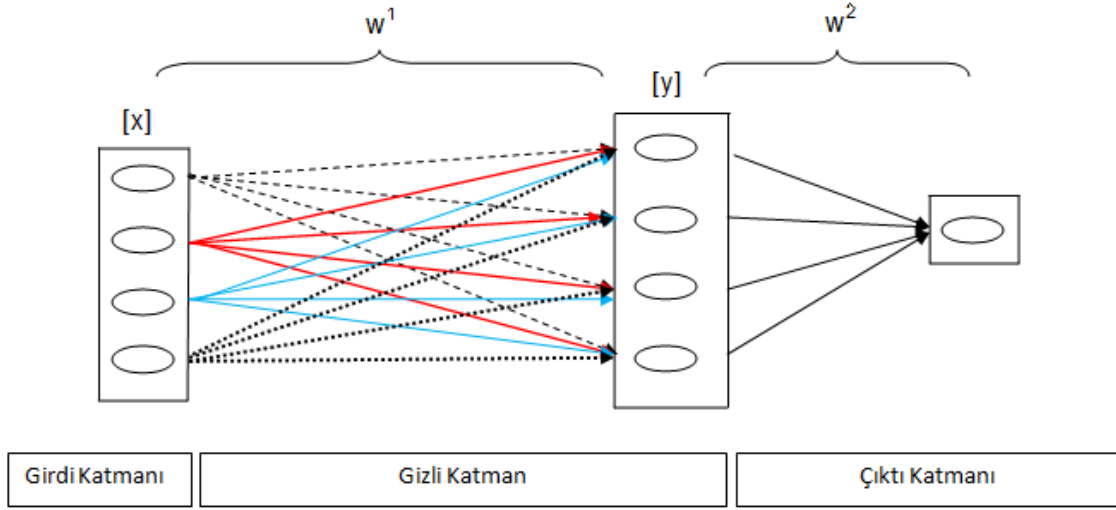 w¹
w²
[x]
[y]
Girdi Katmanı
Gizli Katman
Çıktı Katmanı